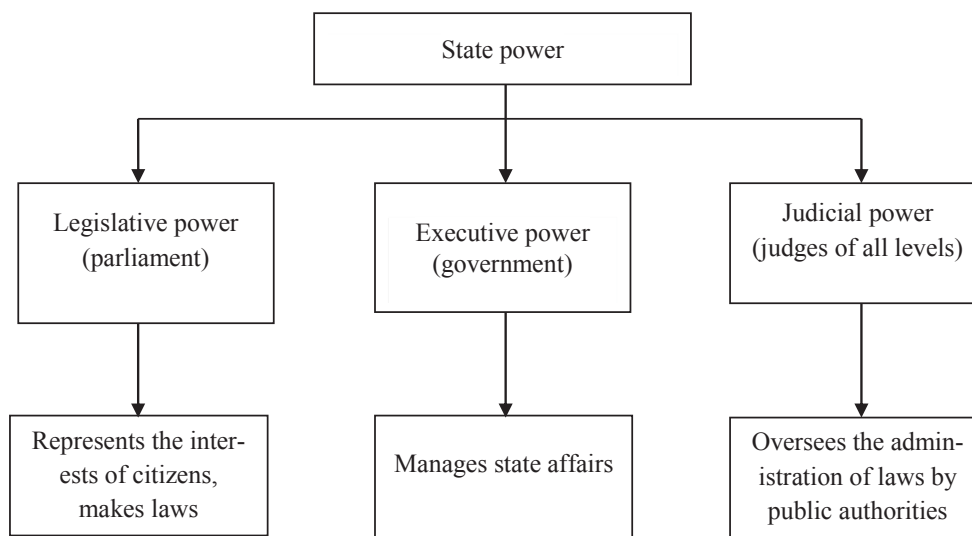 State power
Legislative power
(parliament)
Executive power
(government)
Judicial power
(judges of all levels)
Represents the inter-
ests of citizens,
makes laws
Manages state affairs
Oversees the admin-
istration of laws by
public authorities